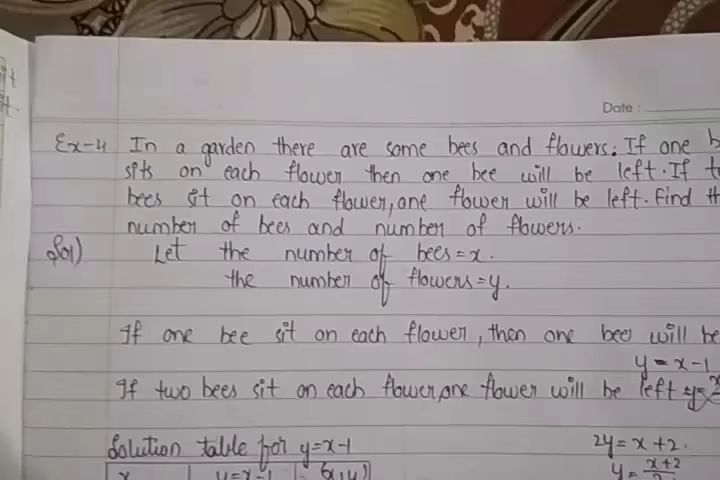 Date :
Ex-4 In a garden there are some bees and flowers. If one
sits on each flower then one bee will be left. If
bees sit on each flower, one flower will be left. Find
number of bees and number of flowers.
Sol) Let the number of bees = x.
the number of flowers = y.
If one bee sit on each flower, then one bees will be
y = x-1
If two bees sit on each flower, one flower will be left
Solution table for y=x-1
2y = x+2.
x y=x-1 (x,y)
y = x+2